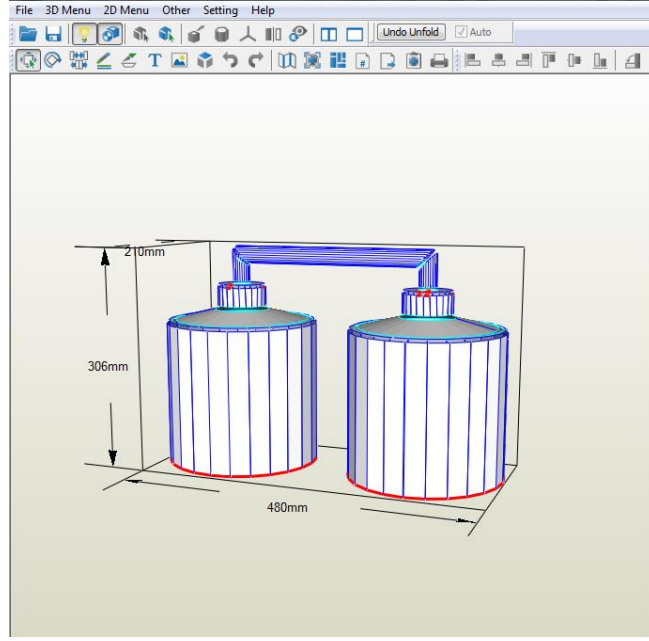 File 3D Menu 2D Menu Other Setting Help
Undo Unfold Auto
T #
210mm
306mm
480mm